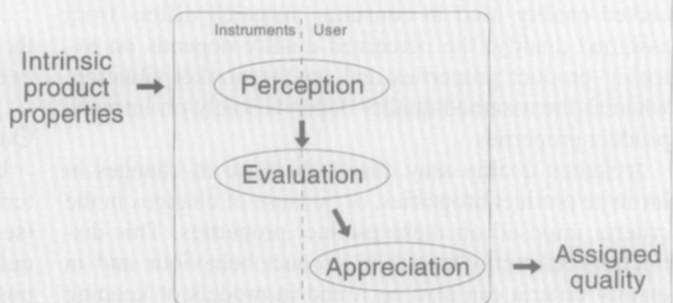 Instruments User
Intrinsic
product
properties
Perception
Evaluation
Appreciation
Assigned
quality